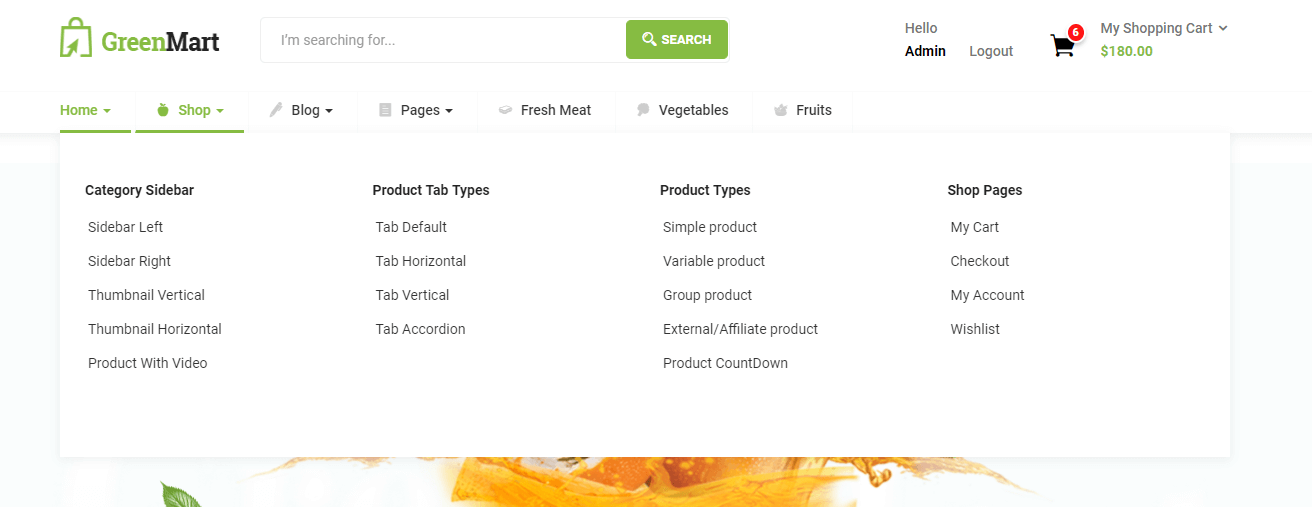 GreenMart
I'm searching for...
SEARCH
Hello
Admin Logout
6
My Shopping Cart
$180.00
Home Shop Blog Pages Fresh Meat Vegetables Fruits
Category Sidebar
Sidebar Left
Sidebar Right
Thumbnail Vertical
Thumbnail Horizontal
Product With Video
Product Tab Types
Tab Default
Tab Horizontal
Tab Vertical
Tab Accordion
Product Types
Simple product
Variable product
Group product
External/Affiliate product
Product CountDown
Shop Pages
My Cart
Checkout
My Account
Wishlist